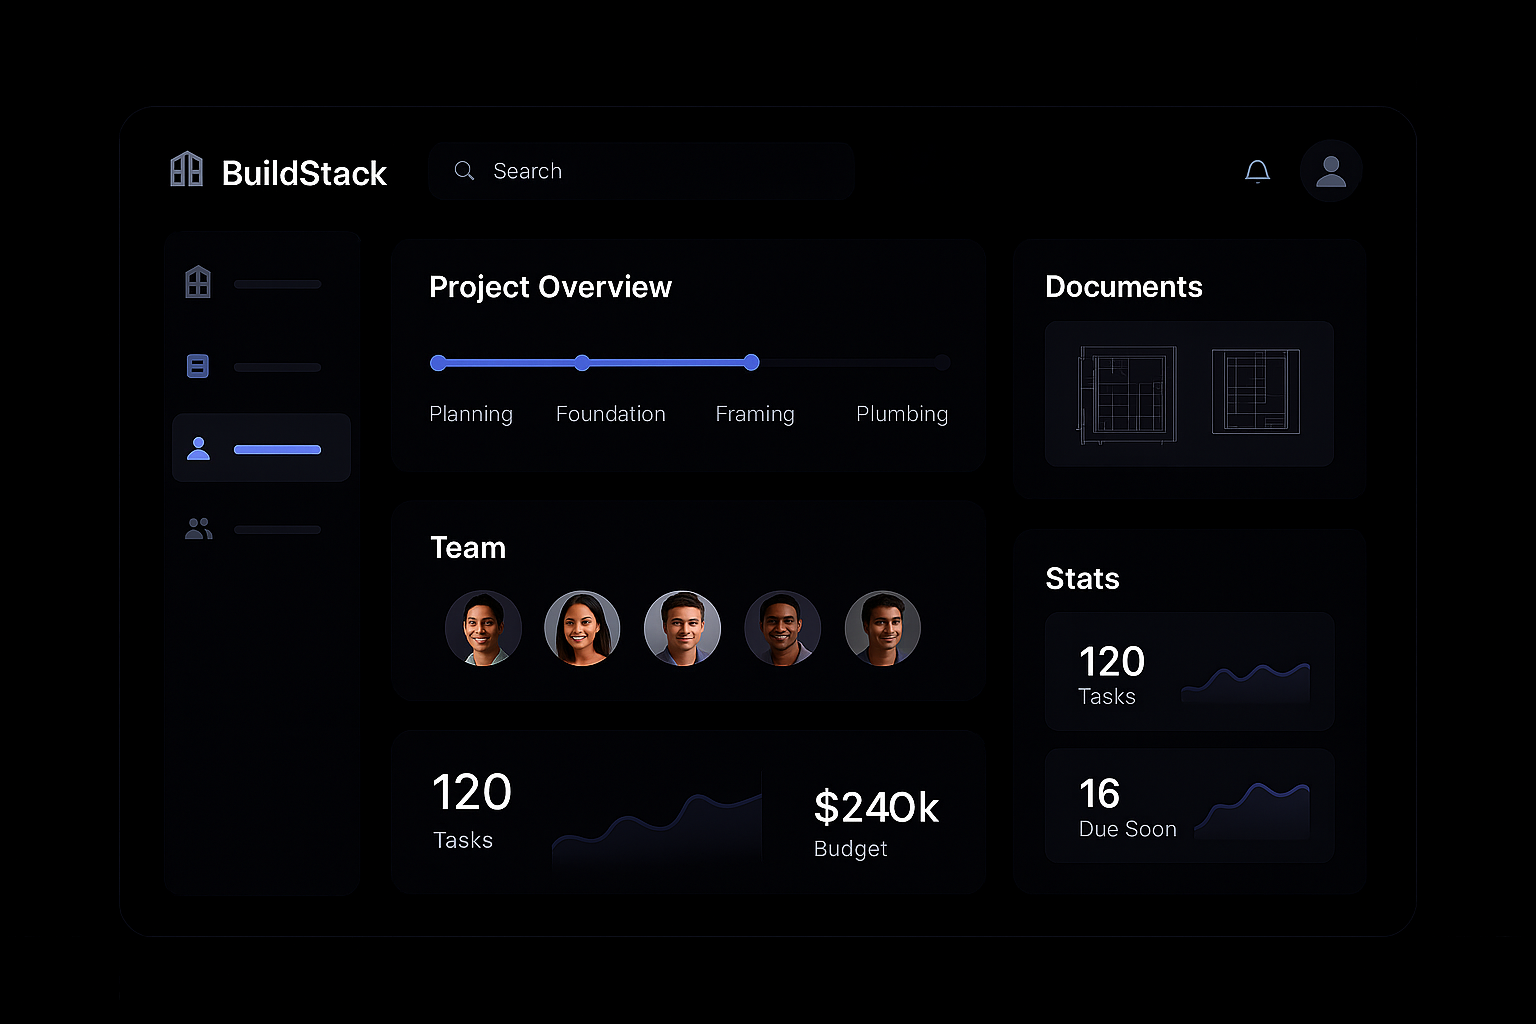 BuildStack
Search
Project Overview
Planning
Foundation
Framing
Plumbing
Documents
Team
Stats
120
Tasks
16
Due Soon
120
Tasks
$240k
Budget